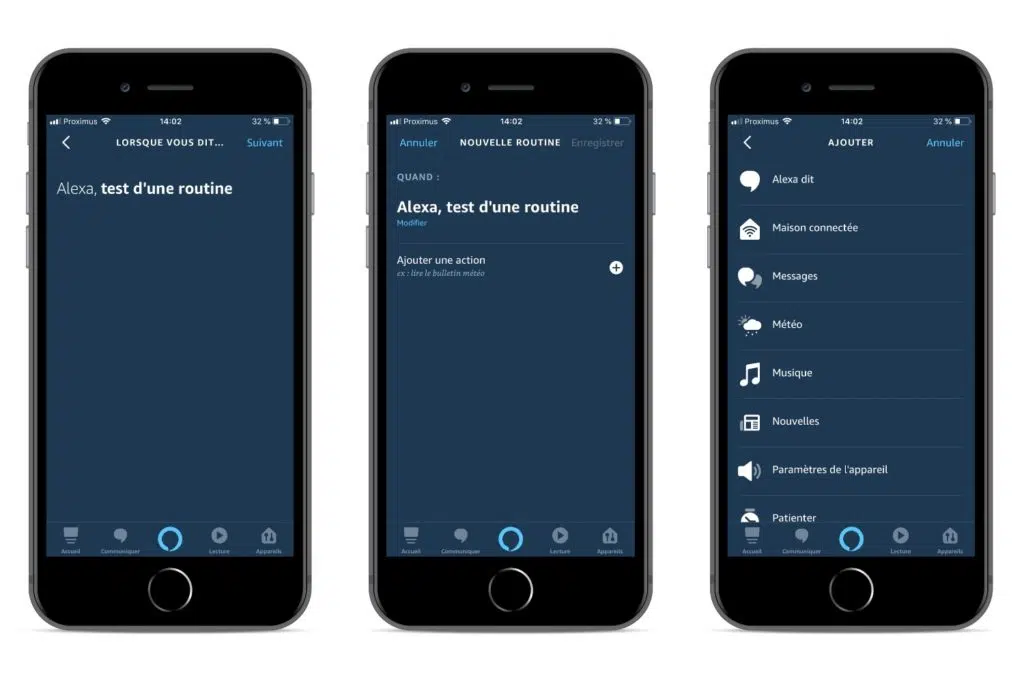 Proximus 14:02 32 %
LORSQUE VOUS DIT... Suivant
Alexa, test d'une routine
Accueil Communiquer Lecture Appareils
Proximus 14:02 32 %
Annuler NOUVELLE ROUTINE Enregistrer
QUAND :
Alexa, test d'une routine
Modifier
Ajouter une action
ex : lire le bulletin météo
Accueil Communiquer Lecture Appareils
Proximus 14:02 32 %
AJOUTER Annuler
Alexa dit
Maison connectée
Messages
Météo
Musique
Nouvelles
Paramètres de l'appareil
Patienter
Accueil Communiquer Lecture Appareils